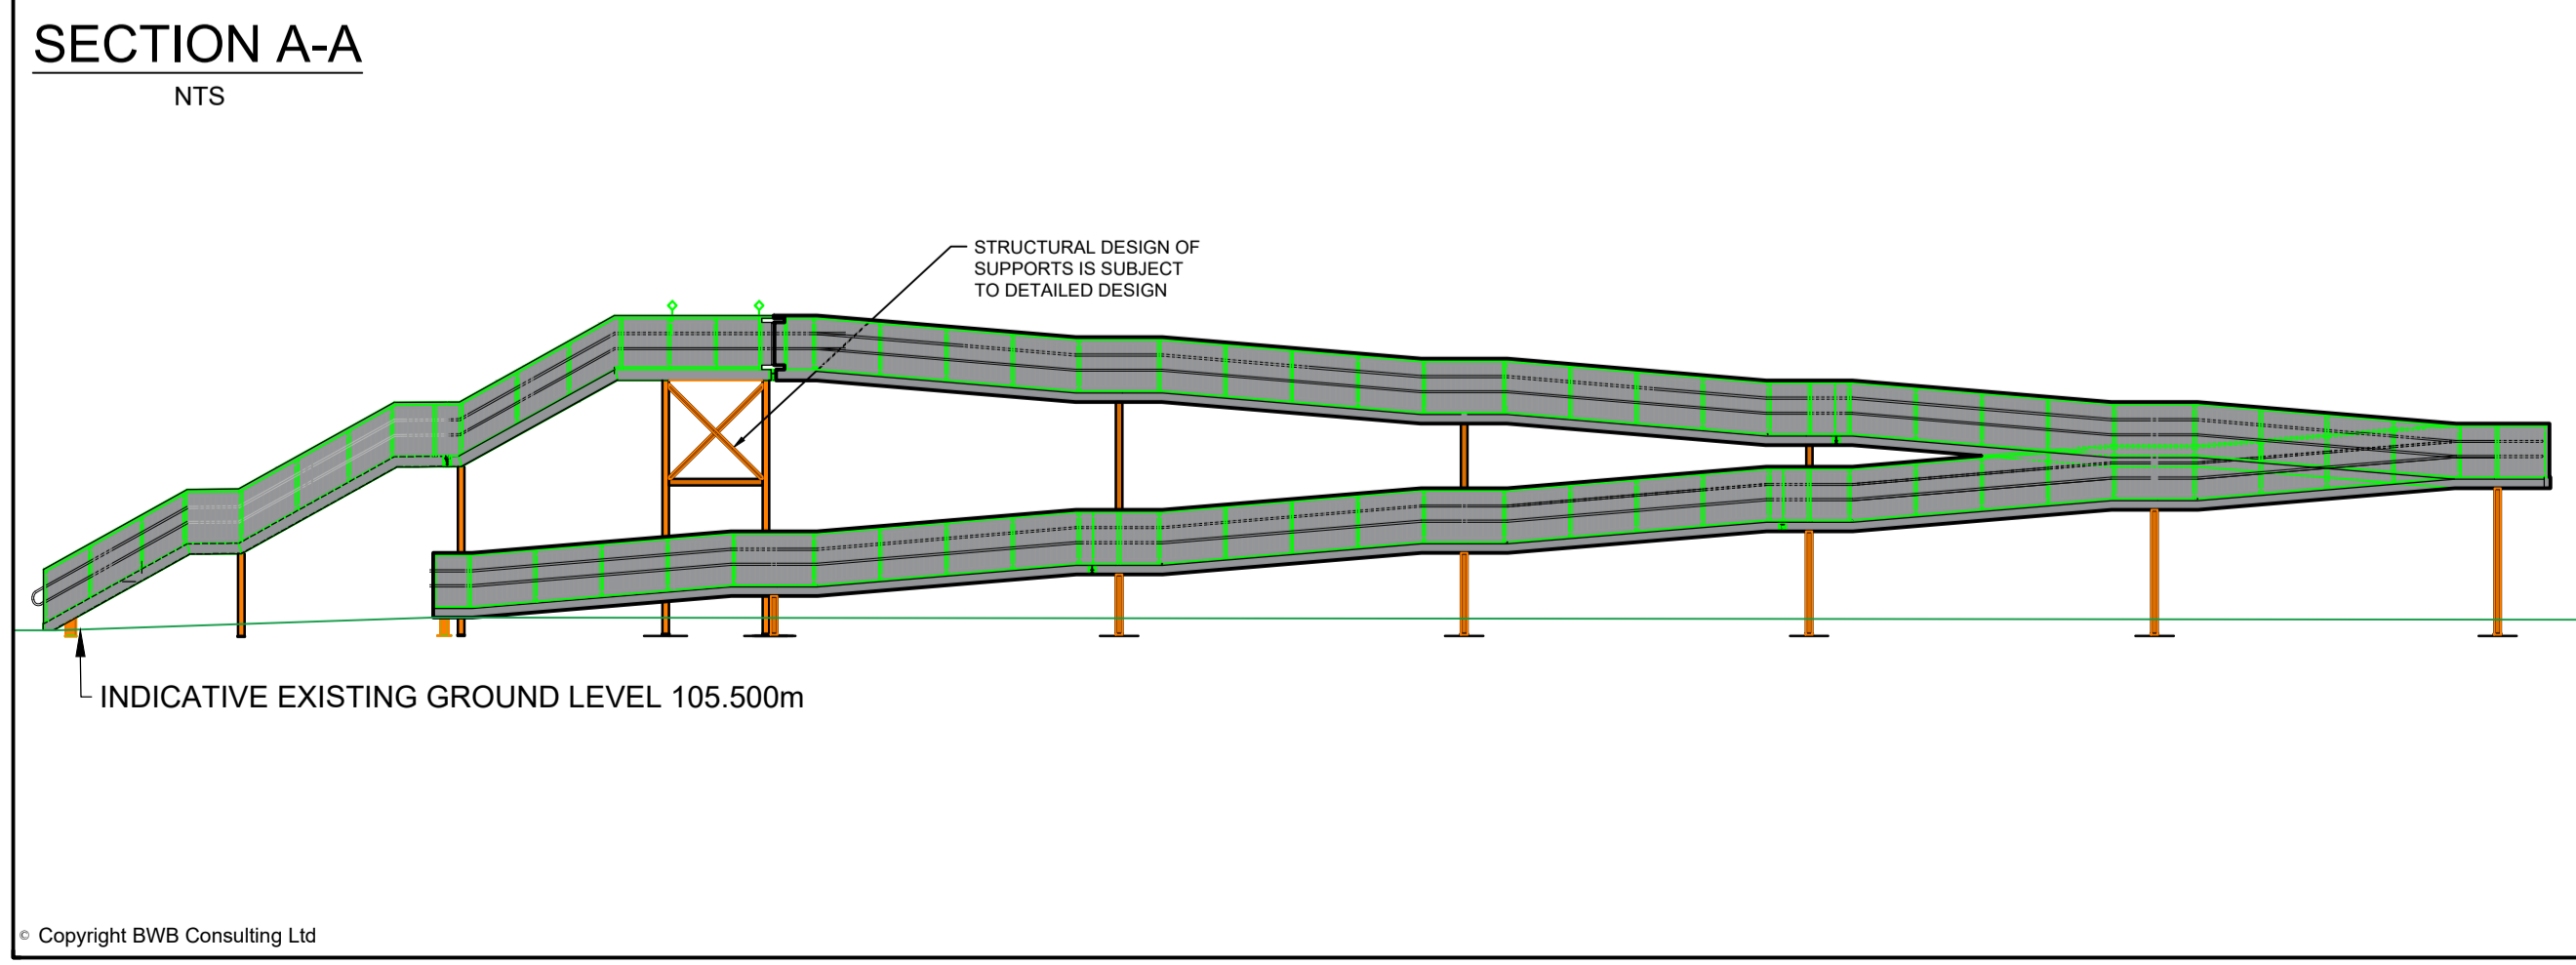 SECTION A-A
NTS
STRUCTURAL DESIGN OF
SUPPORTS IS SUBJECT
TO DETAILED DESIGN
INDICATIVE EXISTING GROUND LEVEL 105.500m
© Copyright BWB Consulting Ltd